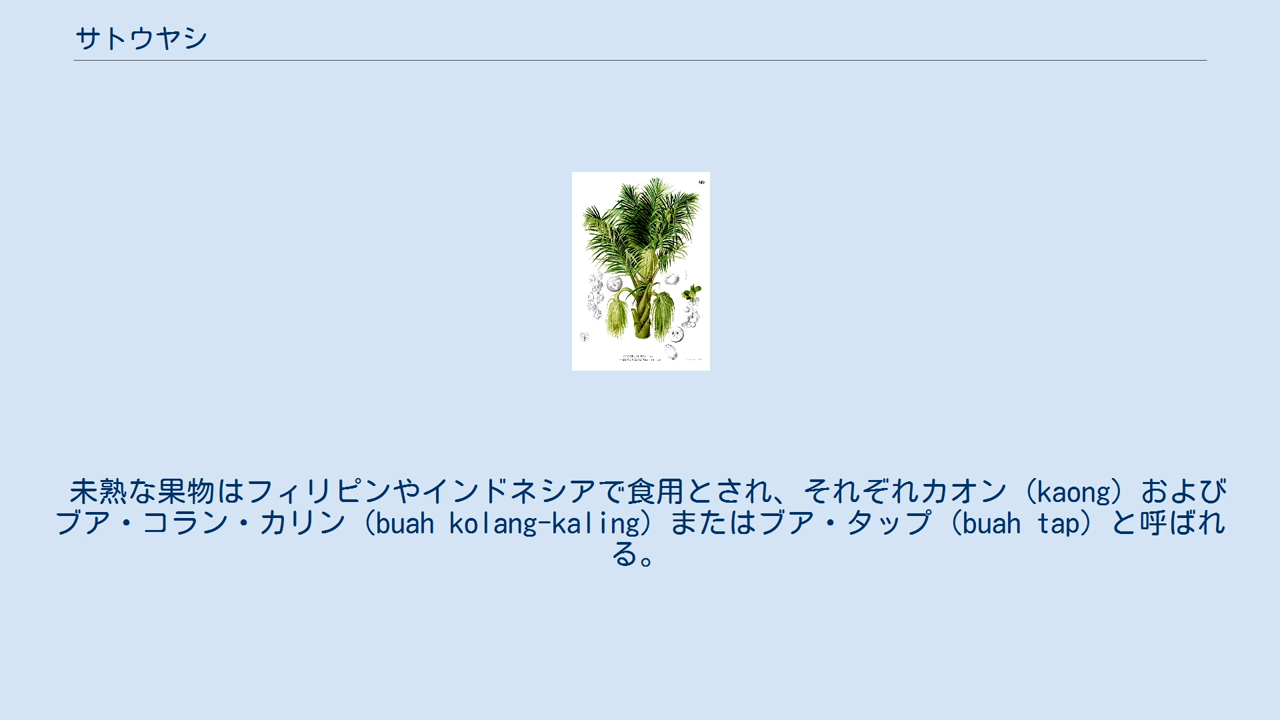 サトウヤシ
未熟な果物はフィリピンやインドネシアで食用とされ、それぞれカオン（kaong）および
ブア・コラン・カリン（buah kolang-kaling）またはブア・タップ（buah tap）と呼ばれ
る。